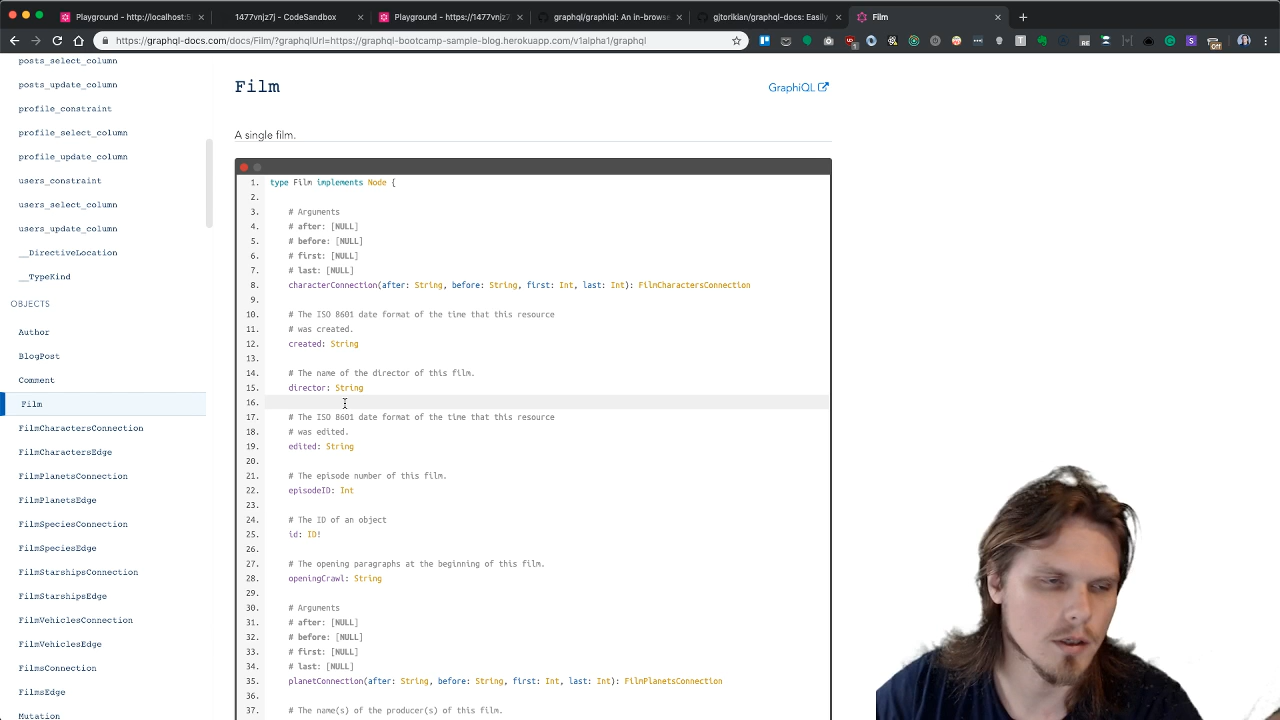 Playground - http://localhost:5
1477vnjz7j - CodeSandbox
Playground - https://1477vnjz7
graphql/graphiql: An in-browse
gjtorikian/graphql-docs: Easily
Film
https://graphql-docs.com/docs/Film/?graphqlUrl=https://graphql-bootcamp-sample-blog.herokuapp.com/v1alpha1/graphql
posts_select_column
posts_update_column
profile_constraint
profile_select_column
profile_update_column
users_constraint
users_select_column
users_update_column
__DirectiveLocation
__TypeKind
OBJECTS
Author
BlogPost
Comment
Film
FilmCharactersConnection
FilmCharactersEdge
FilmPlanetsConnection
FilmPlanetsEdge
FilmSpeciesConnection
FilmSpeciesEdge
FilmStarshipsConnection
FilmStarshipsEdge
FilmVehiclesConnection
FilmVehiclesEdge
FilmsConnection
FilmsEdge
Mutation
Film
GraphiQL
A single film.
1. type Film implements Node {
2.
3. # Arguments
4. # after: [NULL]
5. # before: [NULL]
6. # first: [NULL]
7. # last: [NULL]
8. characterConnection(after: String, before: String, first: Int, last: Int): FilmCharactersConnection
9.
10. # The ISO 8601 date format of the time that this resource
11. # was created.
12. created: String
13.
14. # The name of the director of this film.
15. director: String
16.
17. # The ISO 8601 date format of the time that this resource
18. # was edited.
19. edited: String
20.
21. # The episode number of this film.
22. episodeID: Int
23.
24. # The ID of an object
25. id: ID!
26.
27. # The opening paragraphs at the beginning of this film.
28. openingCrawl: String
29.
30. # Arguments
31. # after: [NULL]
32. # before: [NULL]
33. # first: [NULL]
34. # last: [NULL]
35. planetConnection(after: String, before: String, first: Int, last: Int): FilmPlanetsConnection
36.
37. # The name(s) of the producer(s) of this film.